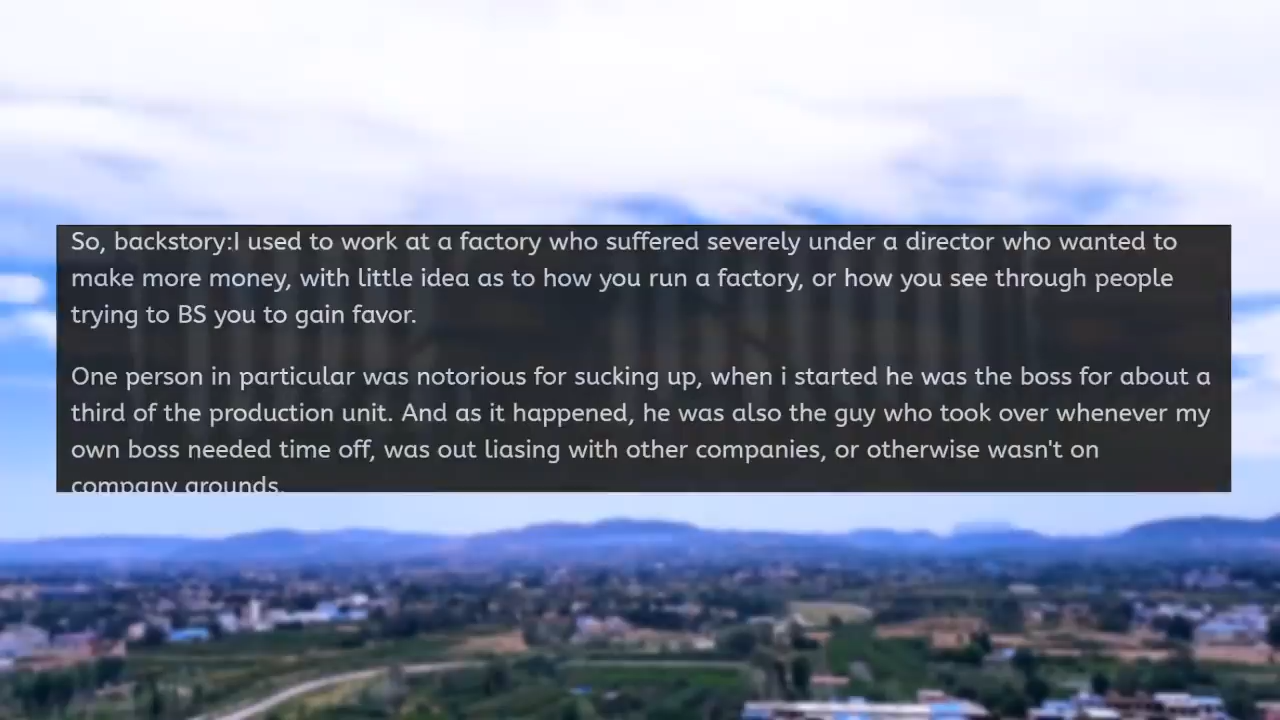 So, backstory:I used to work at a factory who suffered severely under a director who wanted to
make more money, with little idea as to how you run a factory, or how you see through people
trying to BS you to gain favor.
One person in particular was notorious for sucking up, when i started he was the boss for about a
third of the production unit. And as it happened, he was also the guy who took over whenever my
own boss needed time off, was out liasing with other companies, or otherwise wasn't on
company grounds.